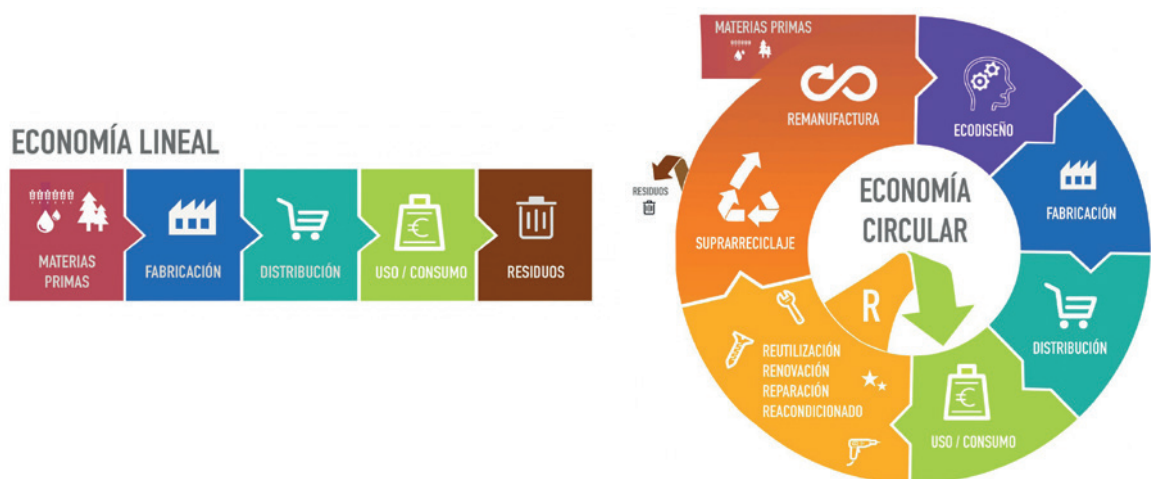 ECONOMÍA LINEAL
MATERIAS
PRIMAS
FABRICACIÓN
DISTRIBUCIÓN
€
USO / CONSUMO
RESIDUOS
MATERIAS PRIMAS
REMANUFACTURA
ECODISEÑO
FABRICACIÓN
DISTRIBUCIÓN
€
USO / CONSUMO
R
REUTILIZACIÓN
RENOVACIÓN
REPARACIÓN
REACONDICIONADO
SUPRARRECICLAJE
RESIDUOS
ECONOMÍA
CIRCULAR